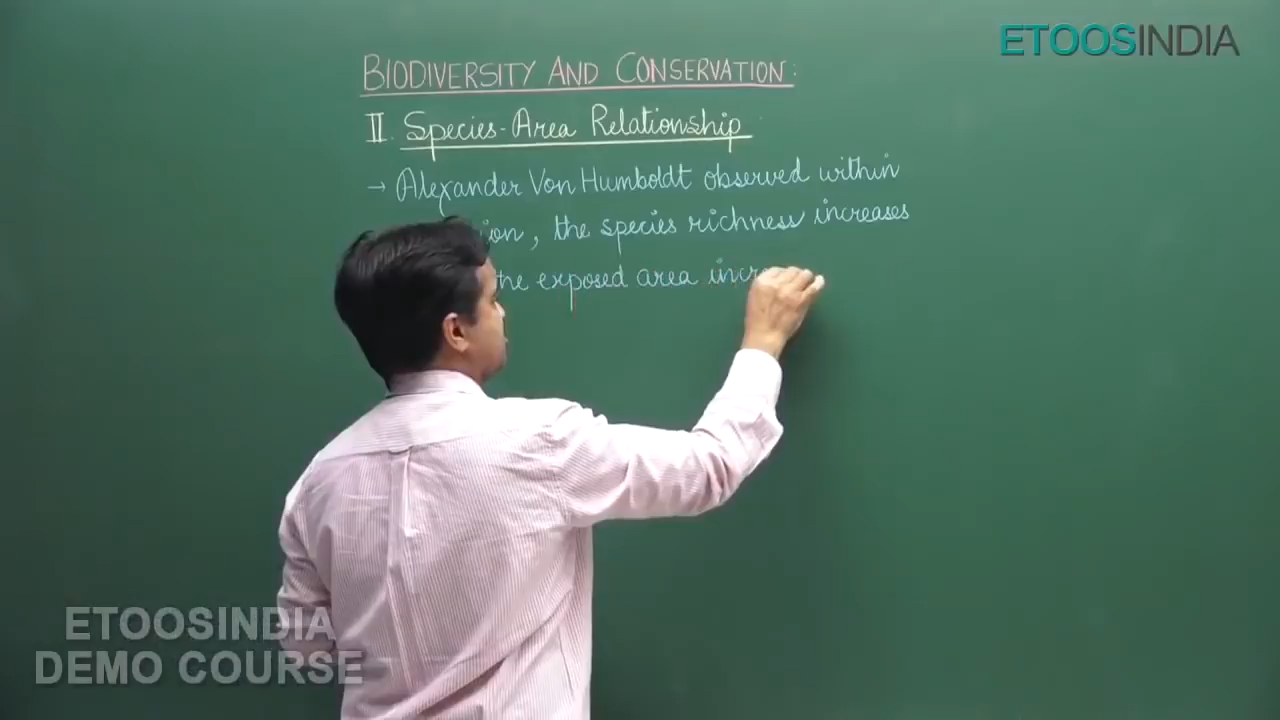 ETOOSINDIA
BIODIVERSITY AND CONSERVATION:
II. Species-Area Relationship
→ Alexander Von Humboldt observed within
, the species richness increases
the exposed area
ETOOSINDIA
DEMO COURSE